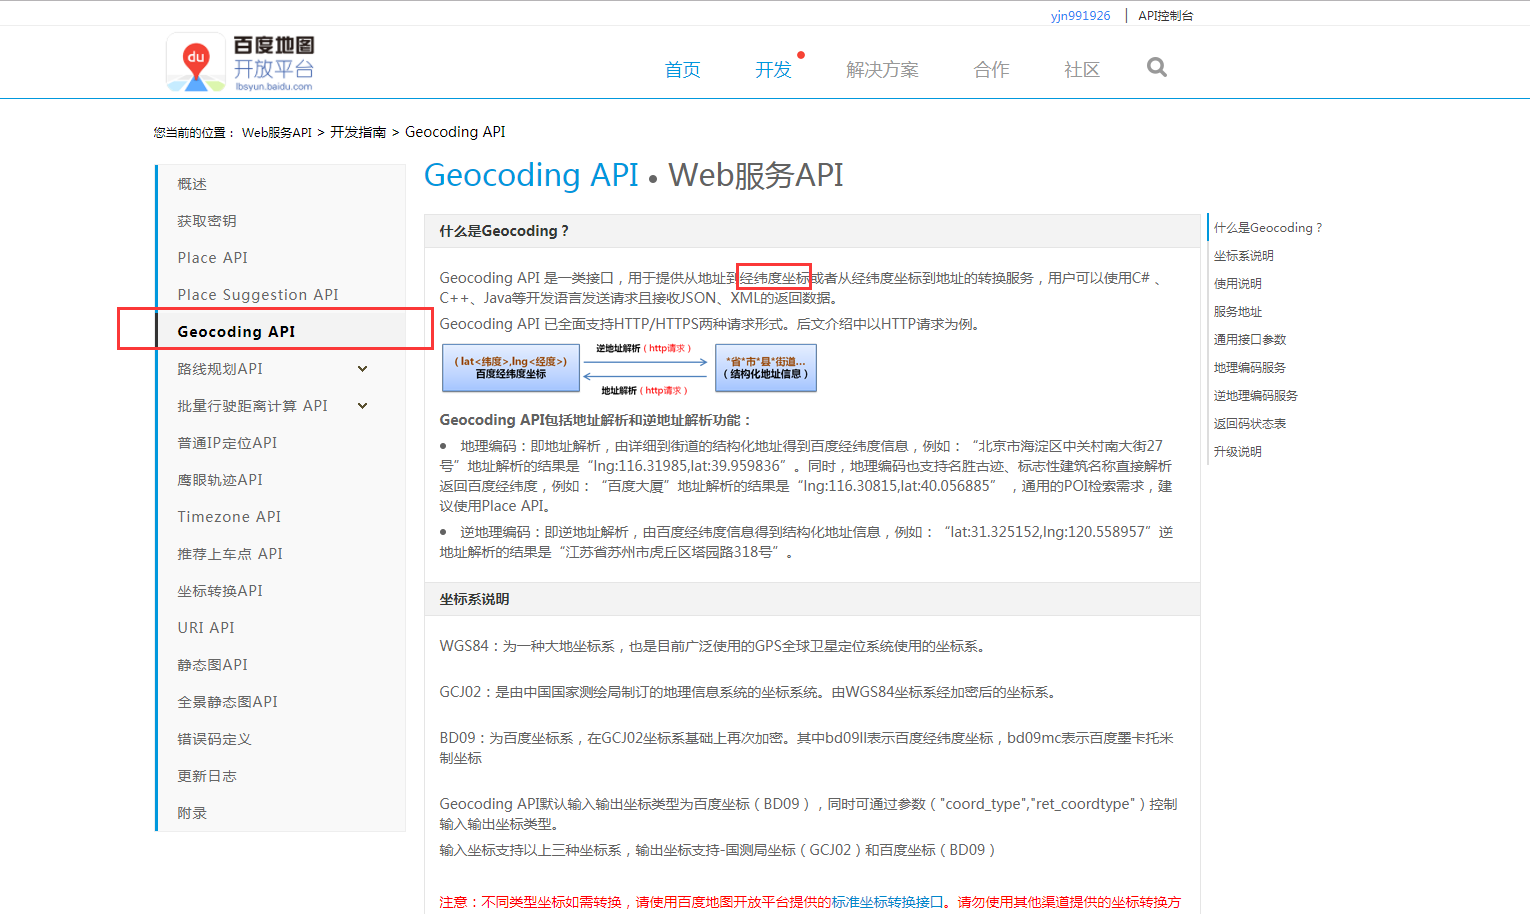 yjn991926 | API控制台
du
百度地图
开放平台
lbsyun.baidu.com
首页 开发 解决方案 合作 社区
您当前的位置： Web服务API > 开发指南 > Geocoding API
概述
获取密钥
Place API
Place Suggestion API
Geocoding API
路线规划API
批量行驶距离计算 API
普通IP定位API
鹰眼轨迹API
Timezone API
推荐上车点 API
坐标转换API
URI API
静态图API
全景静态图API
错误码定义
更新日志
附录
Geocoding API • Web服务API
什么是Geocoding？
Geocoding API 是一类接口，用于提供从地址到经纬度坐标或者从经纬度坐标到地址的转换服务，用户可以使用C# 、
C++、Java等开发语言发送请求且接收JSON、XML的返回数据。
Geocoding API 已全面支持HTTP/HTTPS两种请求形式。后文介绍中以HTTP请求为例。
（lat<纬度>,lng<经度>）
百度经纬度坐标
逆地址解析（http请求）
地址解析（http请求）
*省*市*县*街道...
（结构化地址信息）
Geocoding API包括地址解析和逆地址解析功能：
• 地理编码：即地址解析，由详细到街道的结构化地址得到百度经纬度信息，例如：“北京市海淀区中关村南大街27
号”地址解析的结果是“lng:116.31985,lat:39.959836”。同时，地理编码也支持名胜古迹、标志性建筑名称直接解析
返回百度经纬度，例如：“百度大厦”地址解析的结果是“lng:116.30815,lat:40.056885” ，通用的POI检索需求，建
议使用Place API。
• 逆地理编码：即逆地址解析，由百度经纬度信息得到结构化地址信息，例如：“lat:31.325152,lng:120.558957”逆
地址解析的结果是“江苏省苏州市虎丘区塔园路318号”。
坐标系说明
WGS84：为一种大地坐标系，也是目前广泛使用的GPS全球卫星定位系统使用的坐标系。
GCJ02：是由中国国家测绘局制订的地理信息系统的坐标系统。由WGS84坐标系经加密后的坐标系。
BD09：为百度坐标系，在GCJ02坐标系基础上再次加密。其中bd09ll表示百度经纬度坐标，bd09mc表示百度墨卡托米
制坐标
Geocoding API默认输入输出坐标类型为百度坐标（BD09），同时可通过参数（"coord_type","ret_coordtype"）控制
输入输出坐标类型。
输入坐标支持以上三种坐标系，输出坐标支持-国测局坐标（GCJ02）和百度坐标（BD09）
注意：不同类型坐标如需转换，请使用百度地图开放平台提供的标准坐标转换接口。请勿使用其他渠道提供的坐标转换方
什么是Geocoding？
坐标系说明
使用说明
服务地址
通用接口参数
地理编码服务
逆地理编码服务
返回码状态表
升级说明